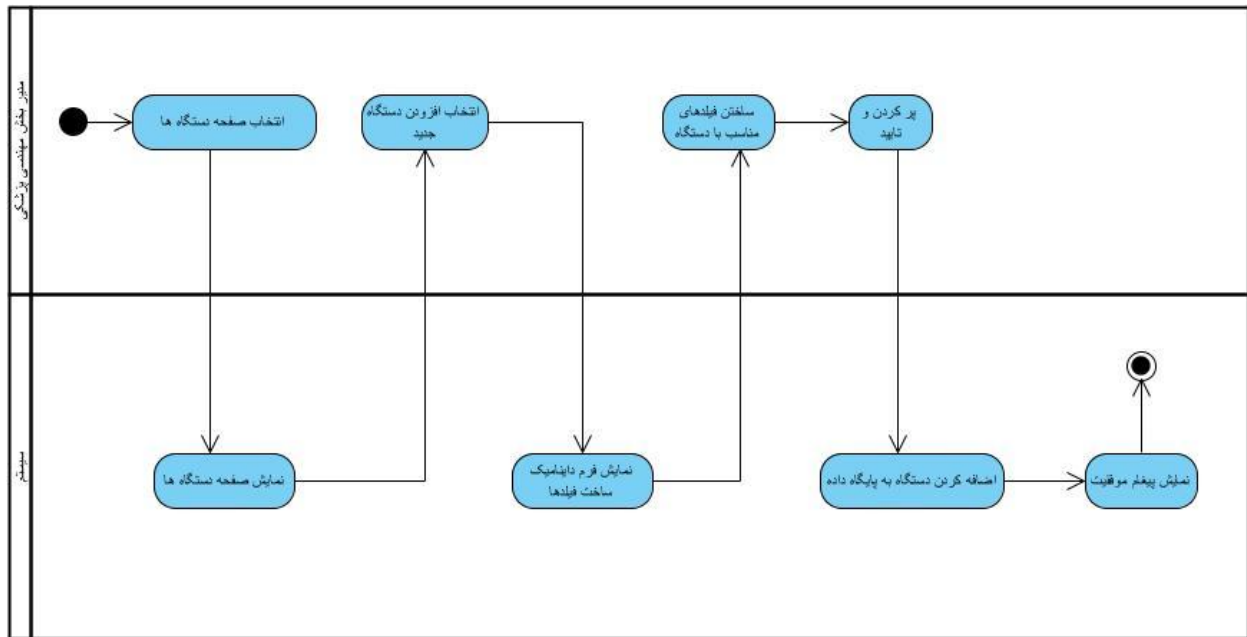 مدیر بخش مهندسی پزشکی
انتخاب صفحه دستگاه ها
انتخاب افزودن دستگاه
جدید
ساختن فیلدهای
مناسب با دستگاه
پر کردن و
تایید
سیستم
نمایش صفحه دستگاه ها
نمایش فرم داینامیک
ساخت فیلدها
اضافه کردن دستگاه به پایگاه داده
نمایش پیغام موفقیت